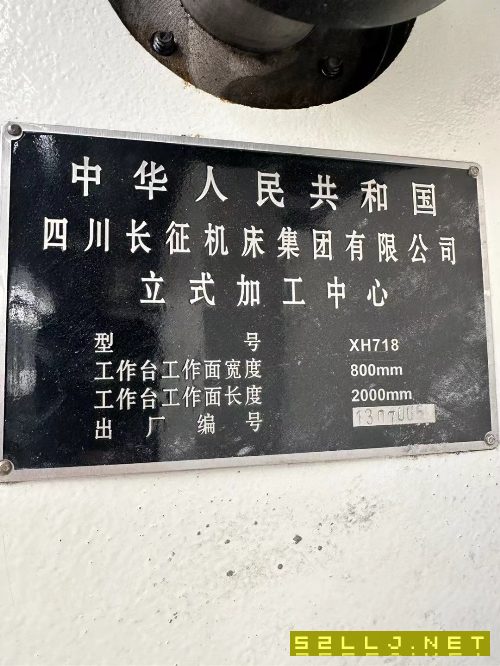 中华人民共和国
四川长征机床集团有限公司
立式加工中心
型号 XH718
工作台工作面宽度 800mm
工作台工作面长度 2000mm
出厂编号
S2LLJ.NET